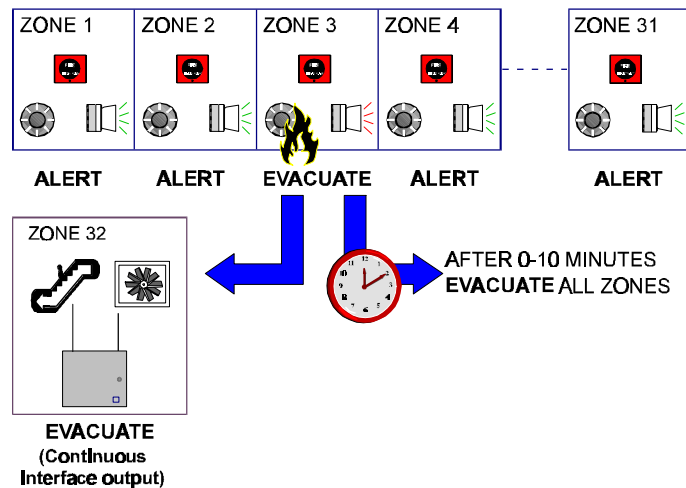 ZONE 1
ZONE 2
ZONE 3
ZONE 4
ZONE 31
ALERT
ALERT
EVACUATE
ALERT
ALERT
ZONE 32
AFTER 0-10 MINUTES
EVACUATE ALL ZONES
EVACUATE
(Continuous
Interface output)